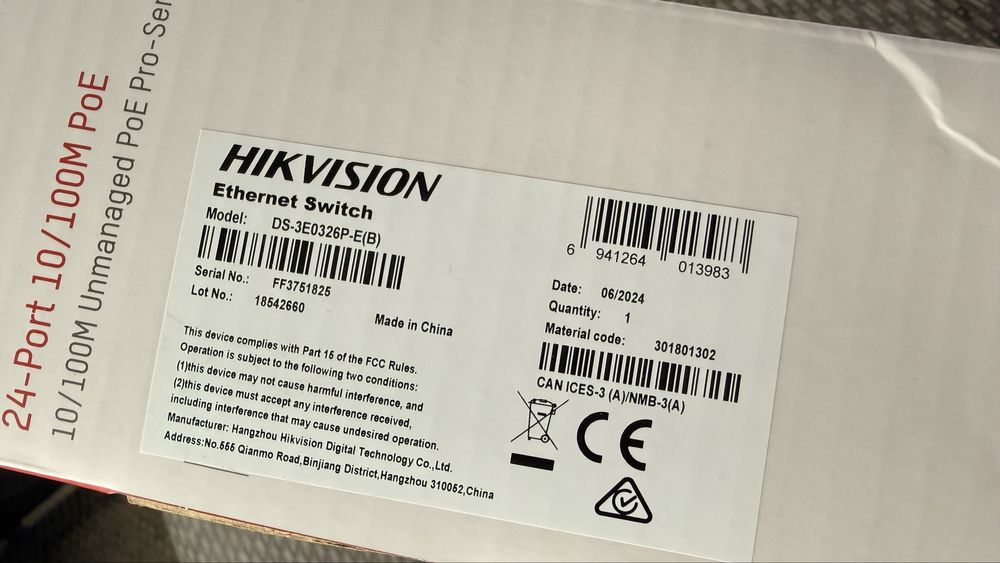 24-Port 10/100M PoE
10/100M Unmanaged PoE Pro-Ser
HIKVISION
Ethernet Switch
Model: DS-3E0326P-E(B)
Serial No.: FF3751825
Lot No.: 18542660
Made in China
This device complies with Part 15 of the FCC Rules.
Operation is subject to the following two conditions:
(1)this device may not cause harmful interference, and
(2)this device must accept any interference received,
including interference that may cause undesired operation.
Manufacturer: Hangzhou Hikvision Digital Technology Co.,Ltd.
Address:No.555 Qianmo Road,Binjiang District,Hangzhou 310052,China
6 941264 013983
Date: 06/2024
Quantity: 1
Material code: 301801302
CAN ICES-3 (A)/NMB-3(A)
CE